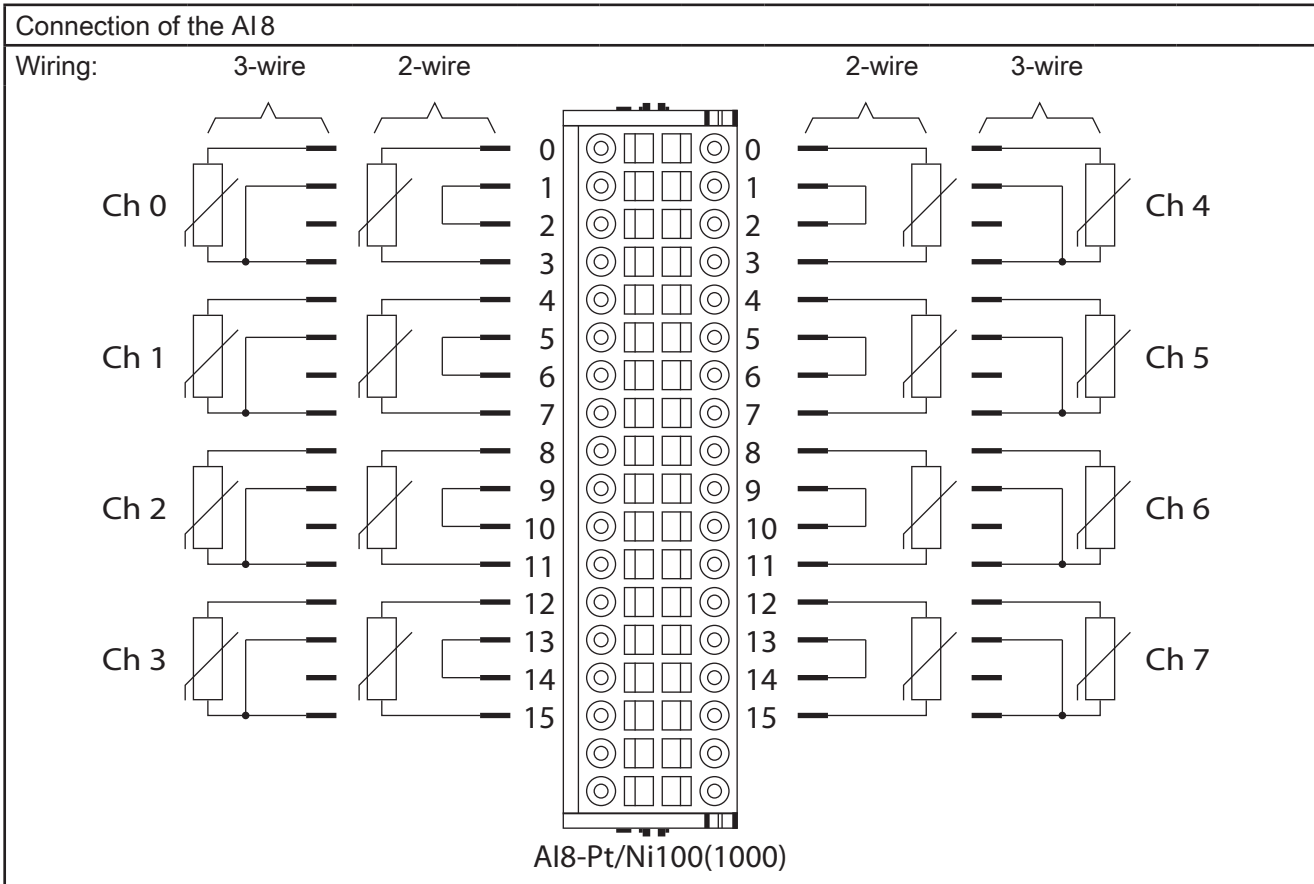 Connection of the AI 8
Wiring: 3-wire 2-wire 2-wire 3-wire
0 0
1 1
Ch 0 Ch 4
2 2
3 3
4 4
5 5
Ch 1 Ch 5
6 6
7 7
8 8
9 9
Ch 2 Ch 6
10 10
11 11
12 12
13 13
Ch 3 Ch 7
14 14
15 15
AI8-Pt/Ni100(1000)